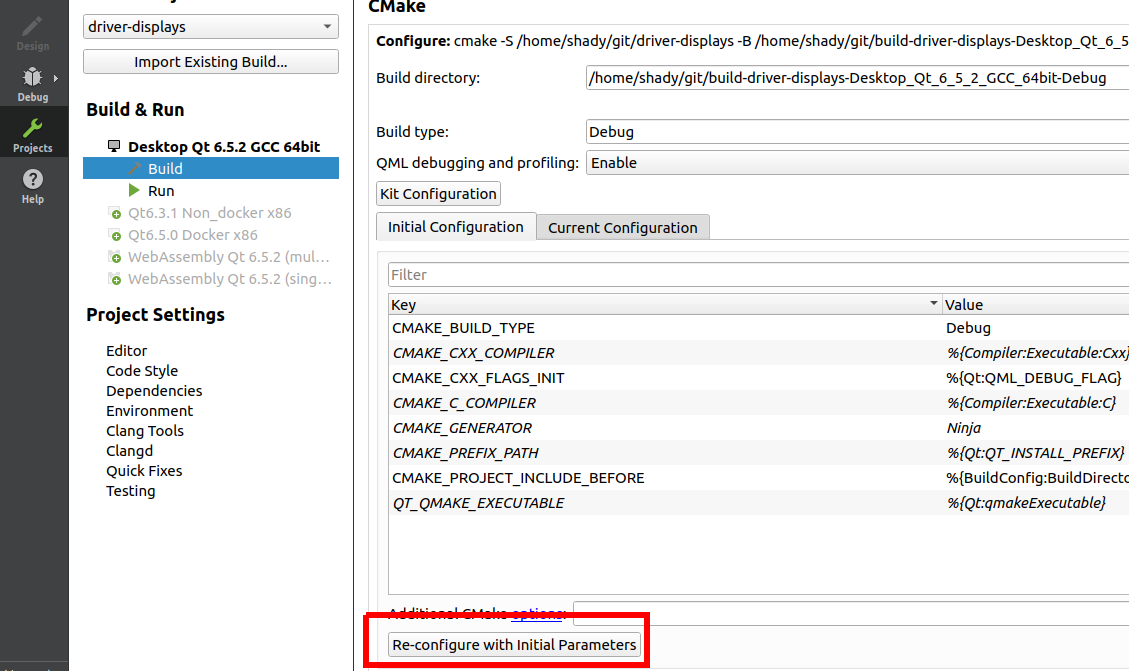 Design
Debug
Projects
Help
driver-displays
Import Existing Build...
Build & Run
Desktop Qt 6.5.2 GCC 64bit
Build
Run
Qt6.3.1 Non_docker x86
Qt6.5.0 Docker x86
WebAssembly Qt 6.5.2 (mul...
WebAssembly Qt 6.5.2 (sing...
Project Settings
Editor
Code Style
Dependencies
Environment
Clang Tools
Clangd
Quick Fixes
Testing
CMake
Configure: cmake -S /home/shady/git/driver-displays -B /home/shady/git/build-driver-displays-Desktop_Qt_6_5
Build directory: /home/shady/git/build-driver-displays-Desktop_Qt_6_5_2_GCC_64bit-Debug
Build type: Debug
QML debugging and profiling: Enable
Kit Configuration
Initial Configuration Current Configuration
Filter
Key Value
CMAKE_BUILD_TYPE Debug
CMAKE_CXX_COMPILER %{Compiler:Executable:Cxx}
CMAKE_CXX_FLAGS_INIT %{Qt:QML_DEBUG_FLAG}
CMAKE_C_COMPILER %{Compiler:Executable:C}
CMAKE_GENERATOR Ninja
CMAKE_PREFIX_PATH %{Qt:QT_INSTALL_PREFIX}
CMAKE_PROJECT_INCLUDE_BEFORE %{BuildConfig:BuildDirecto
QT_QMAKE_EXECUTABLE %{Qt:qmakeExecutable}
Additional CMake options:
Re-configure with Initial Parameters